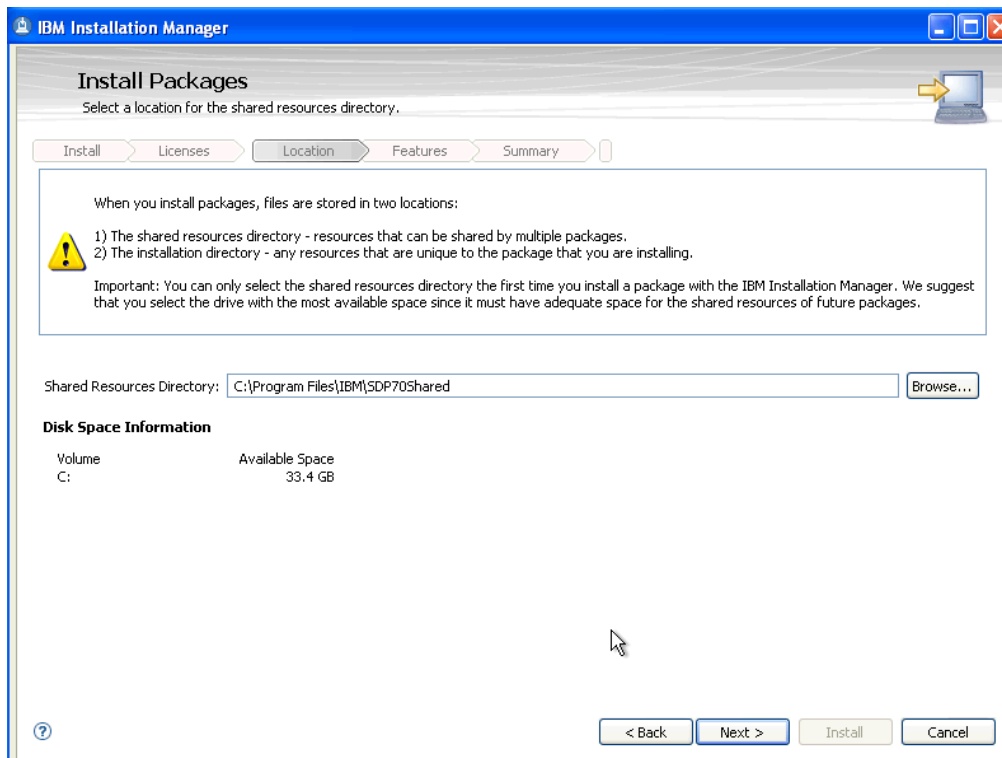 IBM Installation Manager
Install Packages
Select a location for the shared resources directory.
Install Licenses Location Features Summary
When you install packages, files are stored in two locations:
1) The shared resources directory - resources that can be shared by multiple packages.
2) The installation directory - any resources that are unique to the package that you are installing.
Important: You can only select the shared resources directory the first time you install a package with the IBM Installation Manager. We suggest
that you select the drive with the most available space since it must have adequate space for the shared resources of future packages.
Shared Resources Directory: C:\Program Files\IBM\SDP70Shared Browse...
Disk Space Information
Volume Available Space
C: 33.4 GB
? < Back Next > Install Cancel